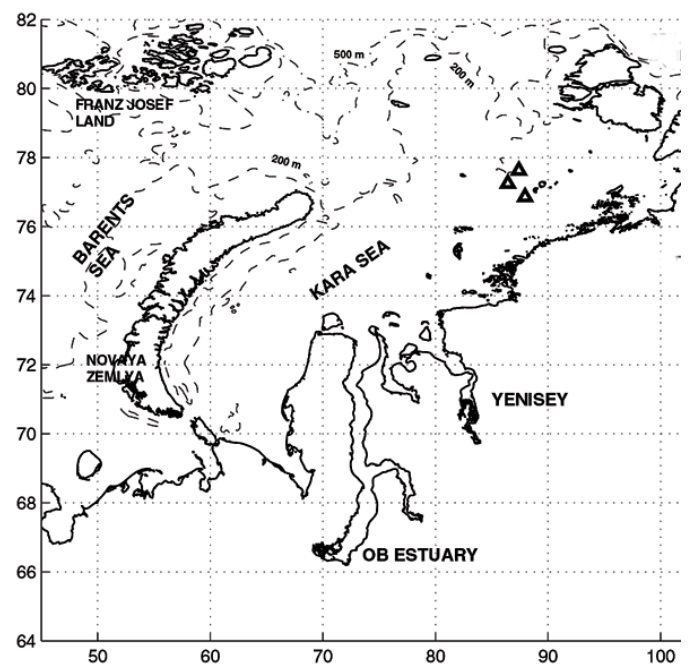 82
500 m
200 m
80
FRANZ JOSEF
LAND
78
200 m
76
BARENTS
SEA
KARA SEA
74
NOVAYA
ZEMLYA
72
YENISEY
70
68
OB ESTUARY
66
64
50
60
70
80
90
100